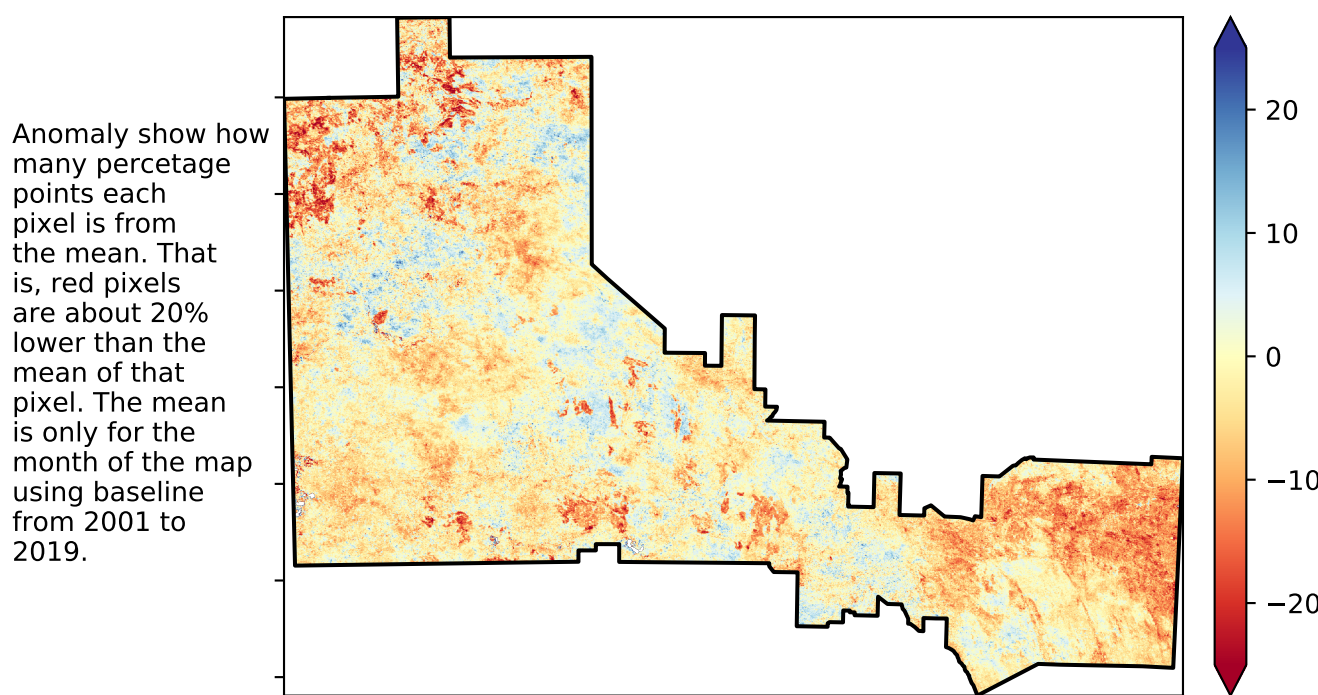 Anomaly show how
many percetage
points each
pixel is from
the mean. That
is, red pixels
are about 20%
lower than the
mean of that
pixel. The mean
is only for the
month of the map
using baseline
from 2001 to
2019.
20
10
0
−10
−20